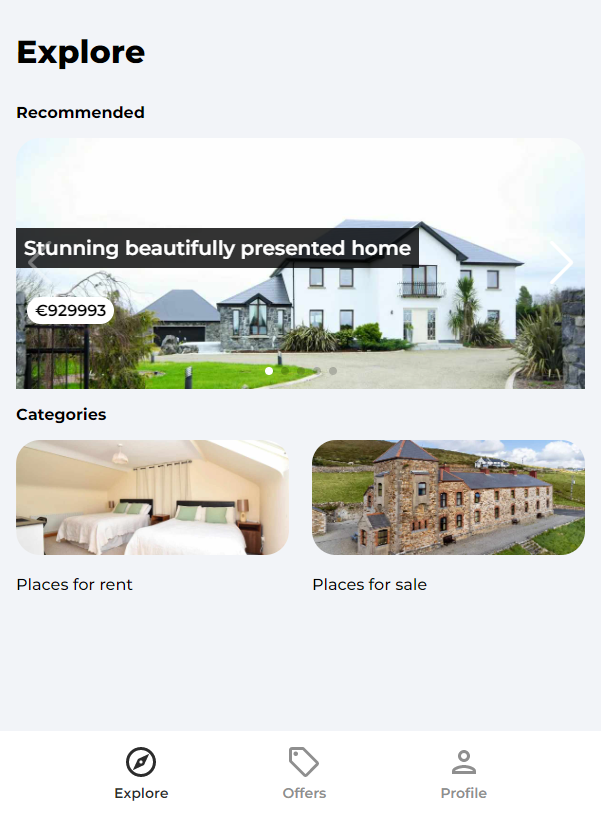 Explore
Recommended
Stunning beautifully presented home
€929993
Categories
Places for rent
Places for sale
Explore
Offers
Profile